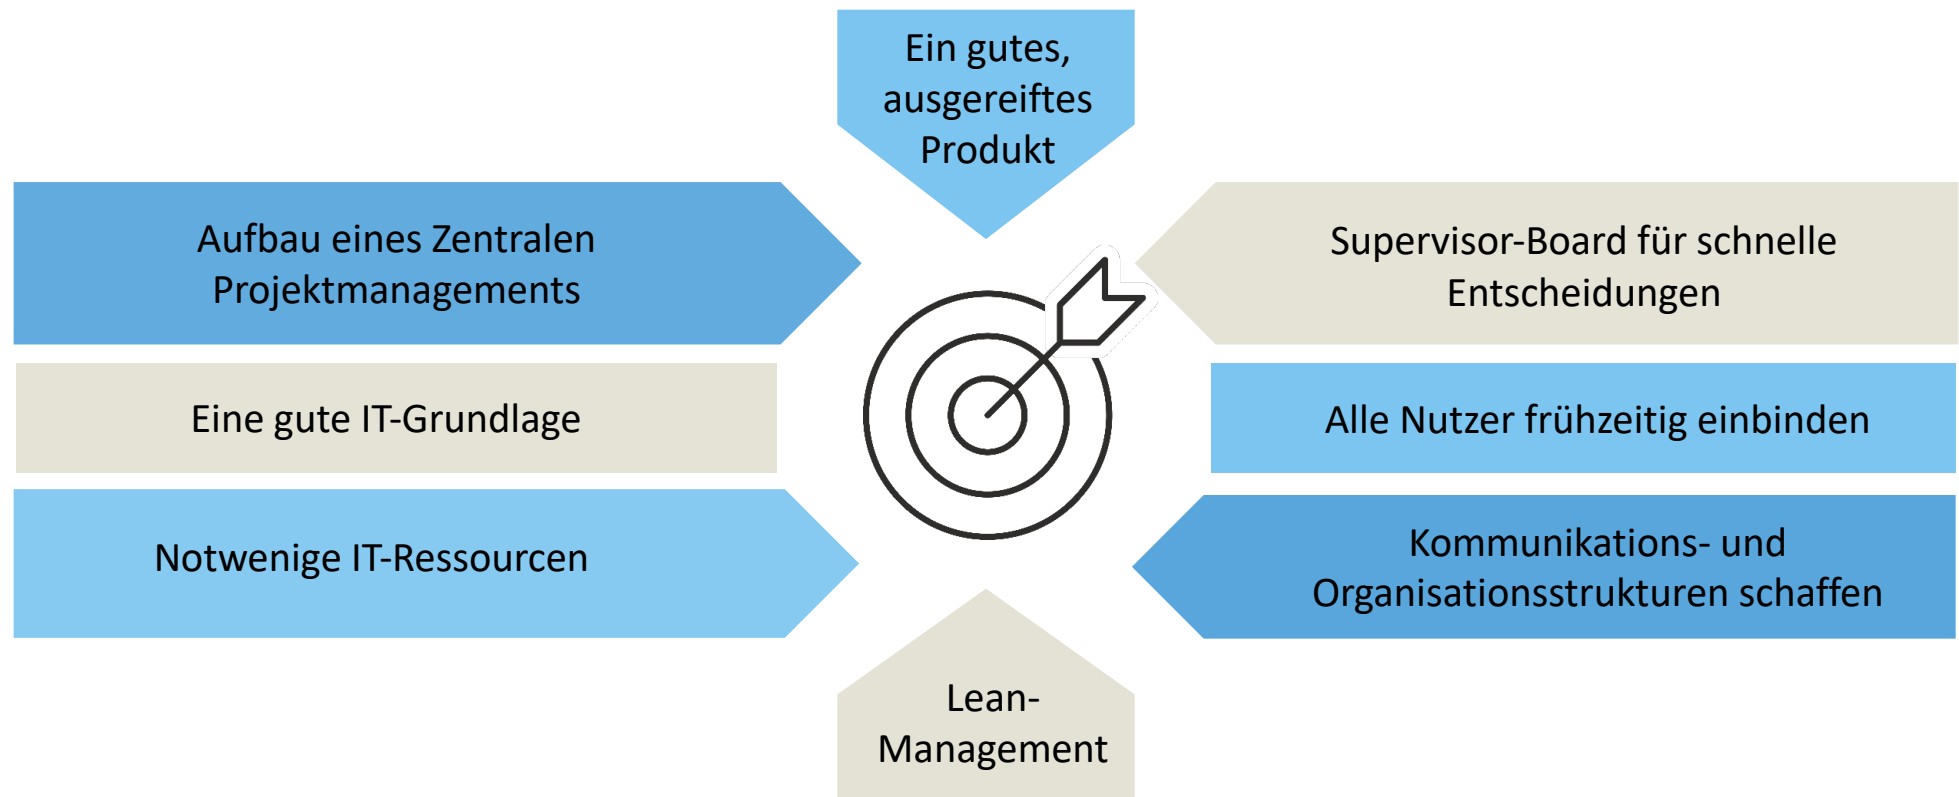 Ein gutes,
ausgereiftes
Produkt
Aufbau eines Zentralen
Projektmanagements
Supervisor-Board für schnelle
Entscheidungen
Eine gute IT-Grundlage
Alle Nutzer frühzeitig einbinden
Notwenige IT-Ressourcen
Kommunikations- und
Organisationsstrukturen schaffen
Lean-
Management